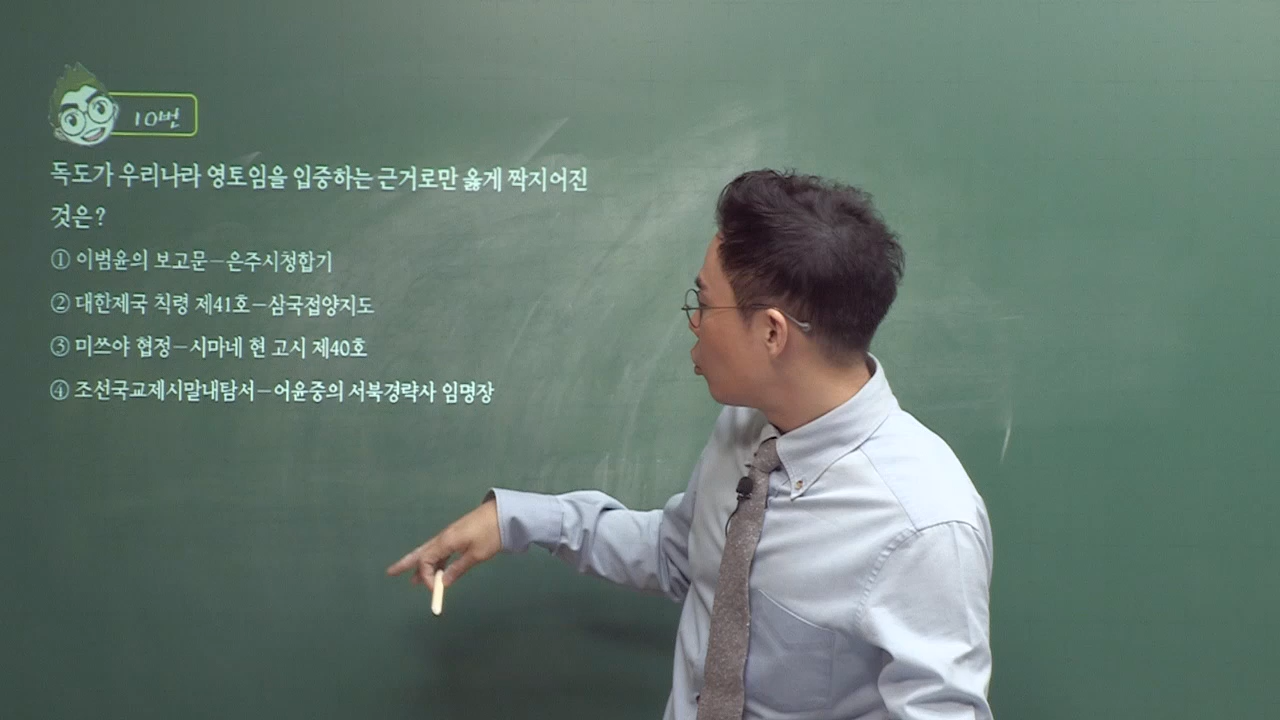 10번
독도가 우리나라 영토임을 입증하는 근거로만 옳게 짝지어진
것은?
① 이범윤의 보고문-은주시청합기
② 대한제국 칙령 제41호-삼국접양지도
③ 미쓰야 협정-시마네 현 고시 제40호
④ 조선국교제시말내탐서-어윤중의 서북경략사 임명장